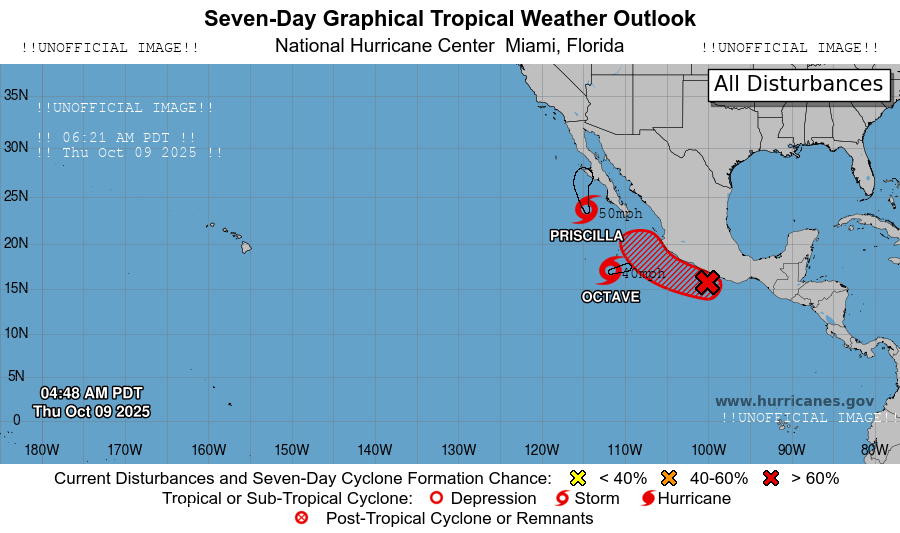 Seven-Day Graphical Tropical Weather Outlook
!!UNOFFICIAL IMAGE!! National Hurricane Center Miami, Florida !!UNOFFICIAL IMAGE!!
All Disturbances
35N
!!UNOFFICIAL IMAGE!!
!! 06:21 AM PDT !!
30N
!! Thu Oct 09 2025 !!
25N
50mph
PRISCILLA
20N
40mph
15N
OCTAVE
10N
5N
04:48 AM PDT
Thu Oct 09 2025
www.hurricanes.gov
!!UNOFFICIAL IMAGE!!
0
180W 170W 160W 150W 140W 130W 120W 110W 100W 90W 80W
Current Disturbances and Seven-Day Cyclone Formation Chance: < 40% 40-60% > 60%
Tropical or Sub-Tropical Cyclone: Depression Storm Hurricane
Post-Tropical Cyclone or Remnants